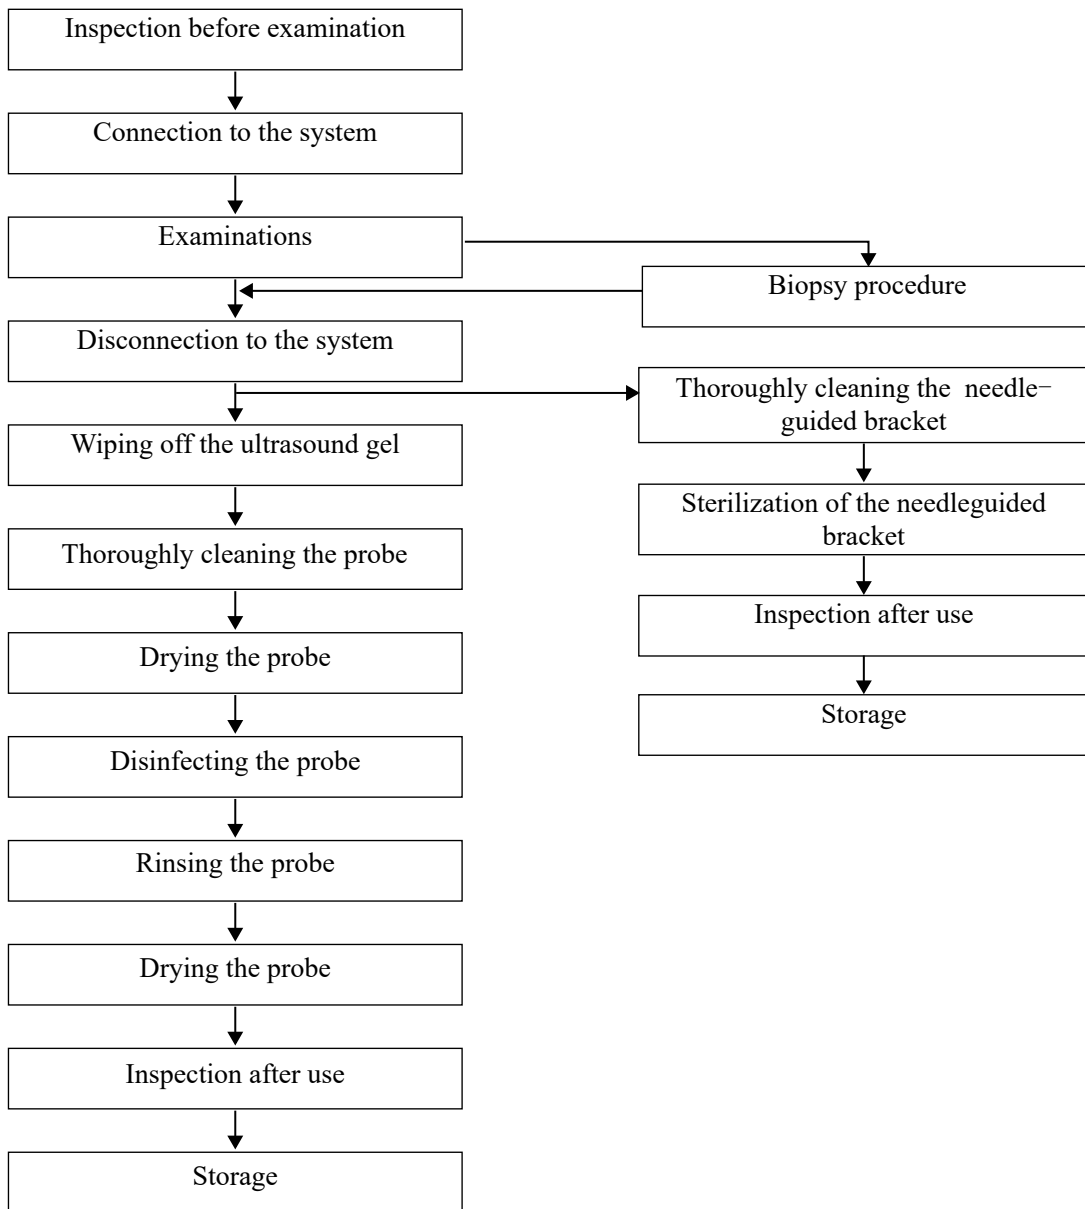 Inspection before examination
Connection to the system
Examinations
Biopsy procedure
Disconnection to the system
Thoroughly cleaning the needle-
guided bracket
Wiping off the ultrasound gel
Sterilization of the needleguided
bracket
Thoroughly cleaning the probe
Inspection after use
Drying the probe
Storage
Disinfecting the probe
Rinsing the probe
Drying the probe
Inspection after use
Storage